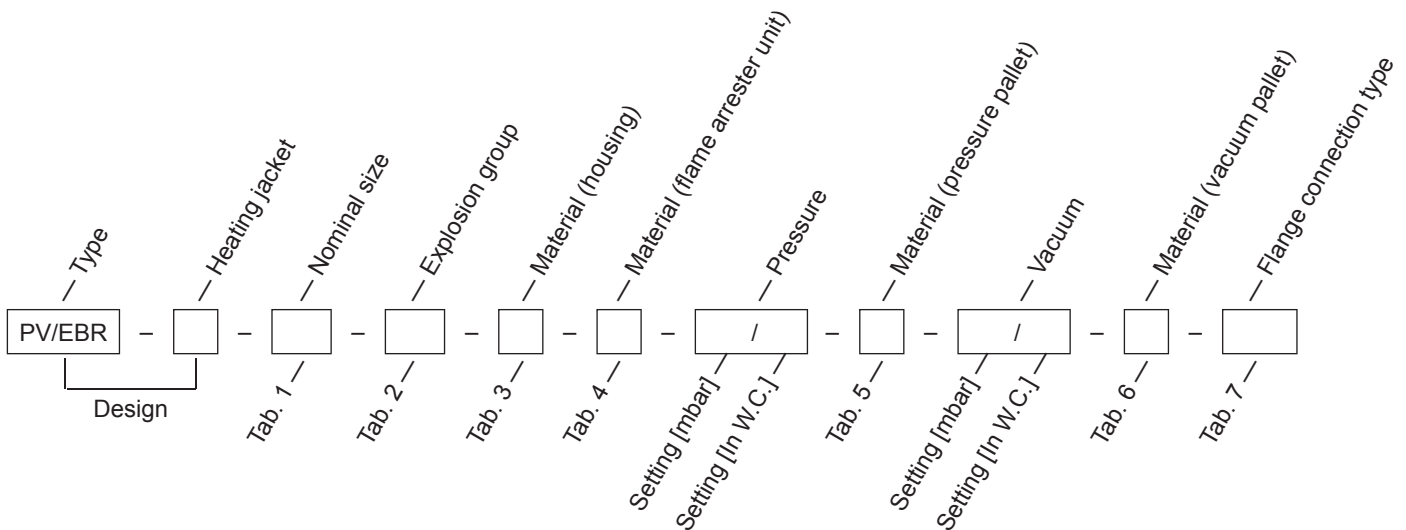 Type
Heating jacket
Nominal size
Explosion group
Material (housing)
Material (flame arrester unit)
Pressure
Material (pressure pallet)
Vacuum
Material (vacuum pallet)
Flange connection type
PV/EBR – – – – – – / – – / – –
Design
Tab. 1
Tab. 2
Tab. 3
Tab. 4
Setting [mbar]
Setting [In W.C.]
Tab. 5
Setting [mbar]
Setting [In W.C.]
Tab. 6
Tab. 7